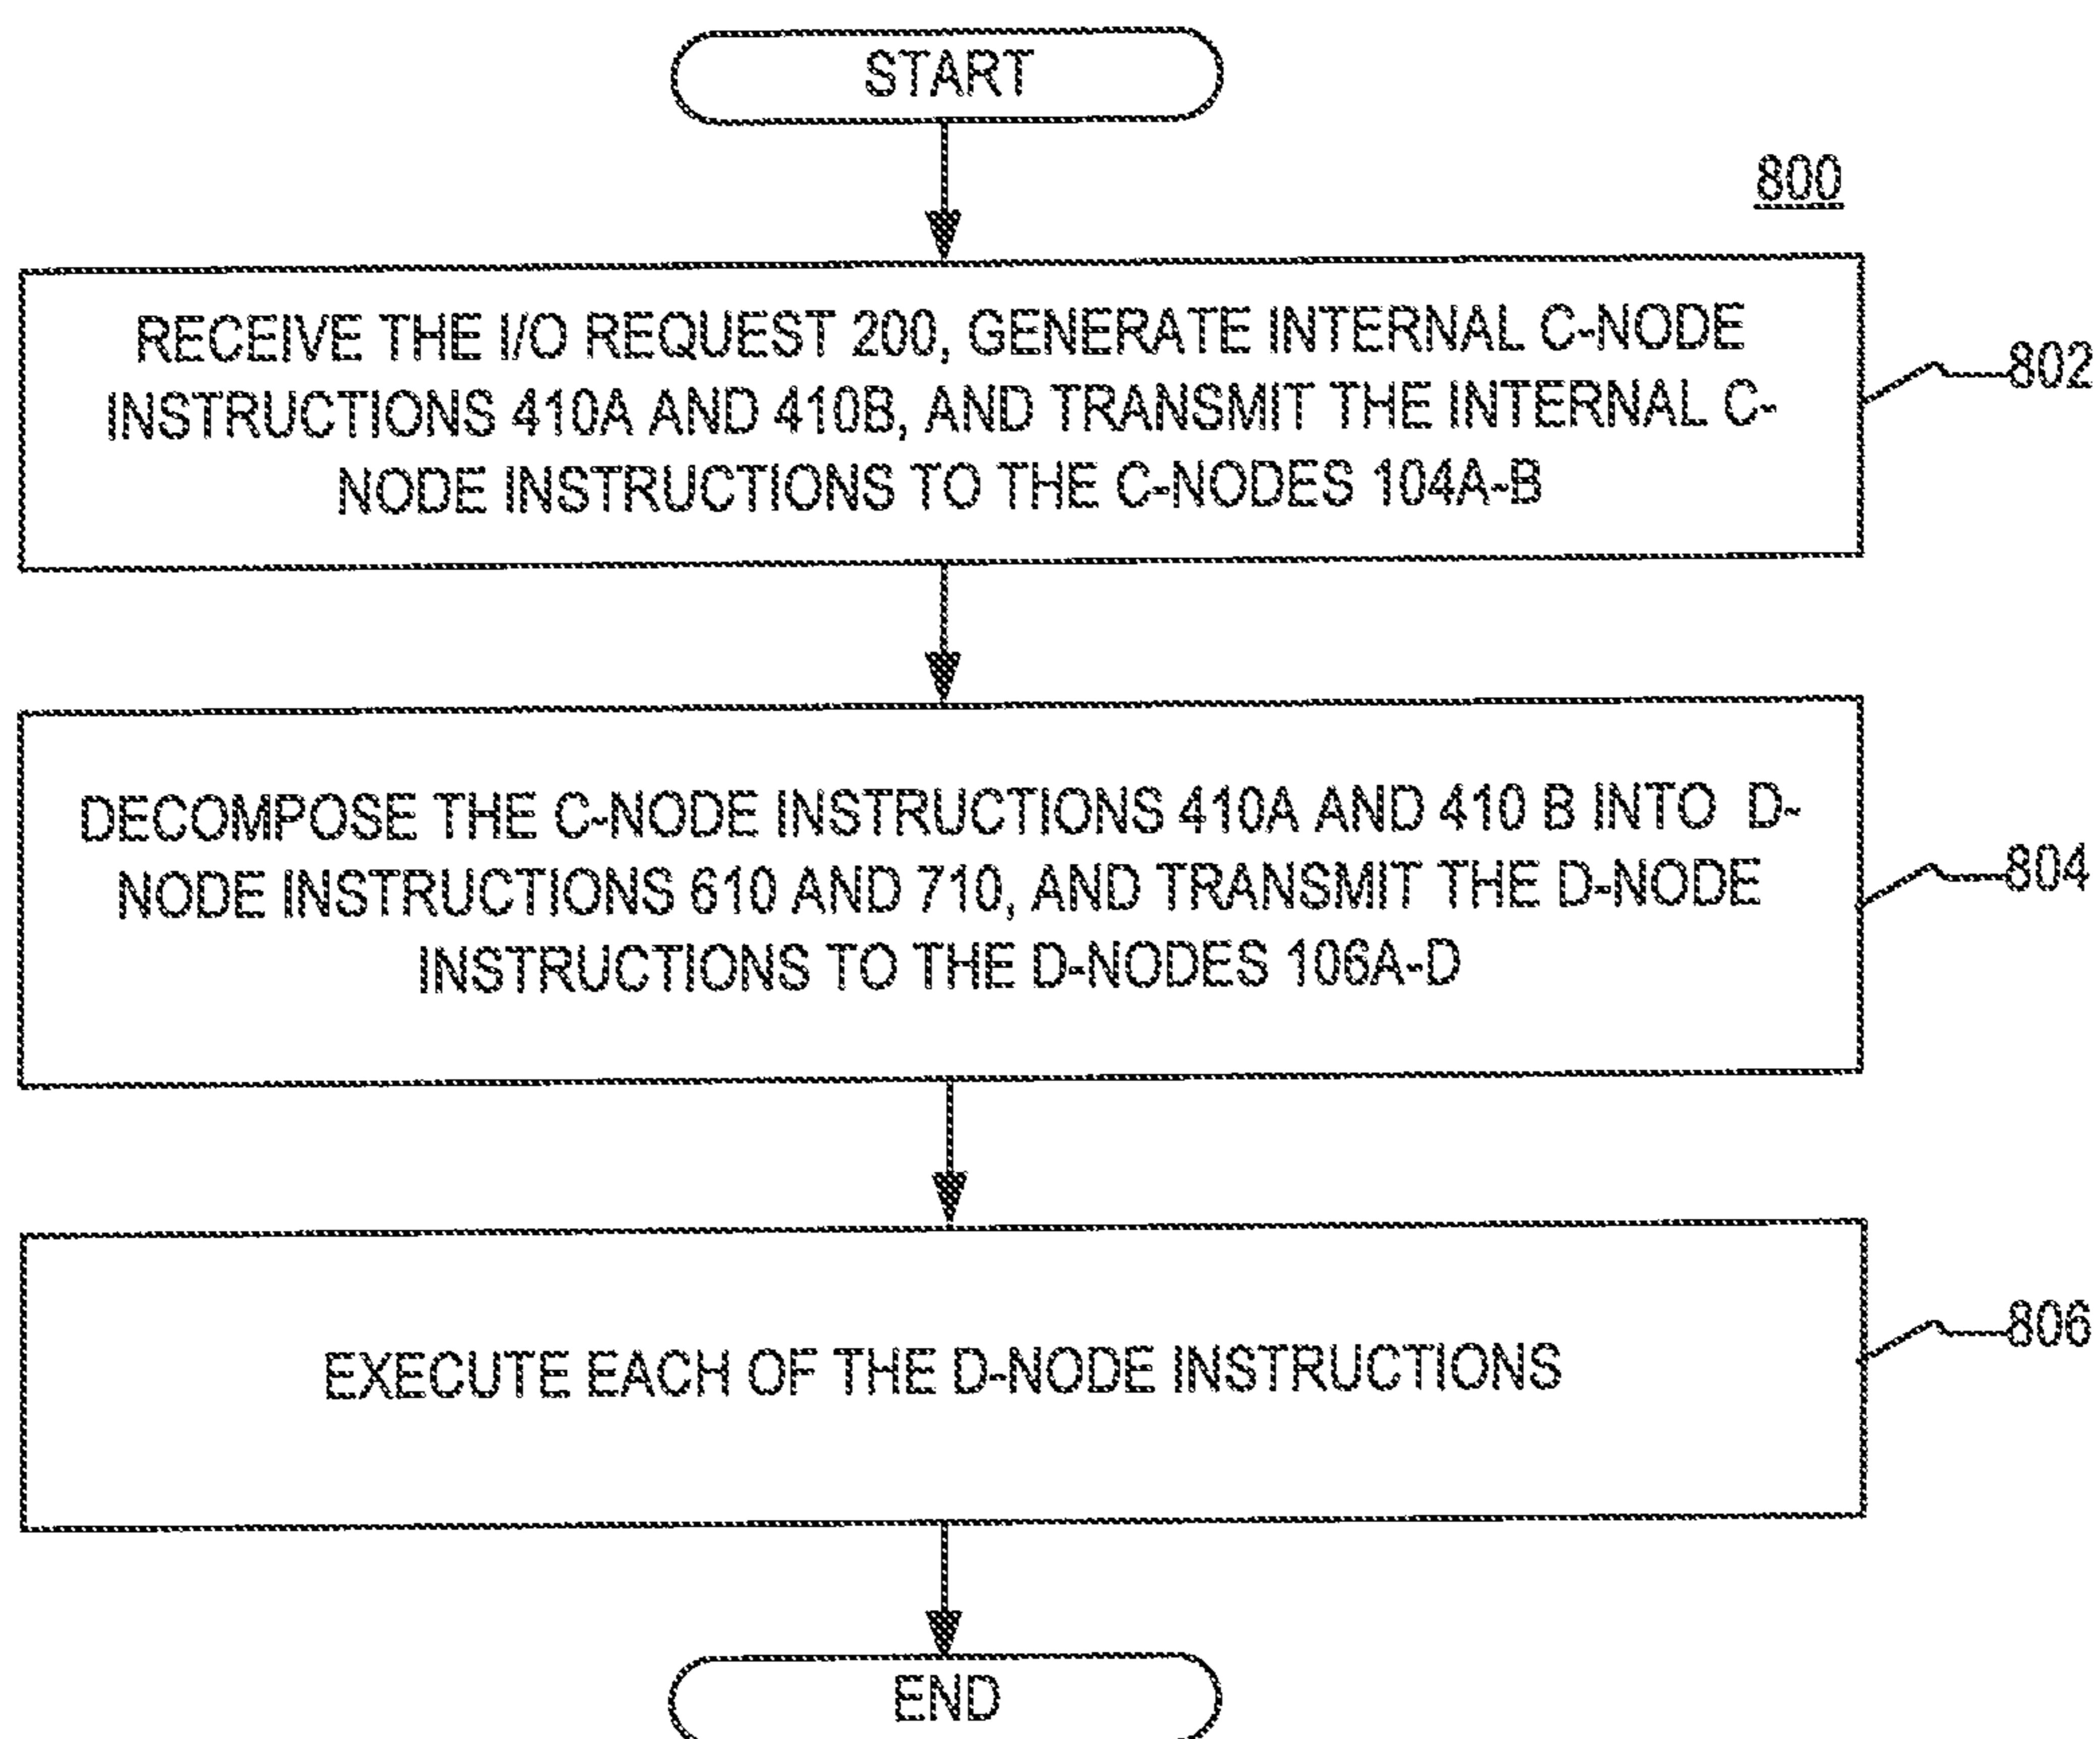 START
800
RECEIVE THE I/O REQUEST 200, GENERATE INTERNAL C-NODE
INSTRUCTIONS 410A AND 410B, AND TRANSMIT THE INTERNAL C-
NODE INSTRUCTIONS TO THE C-NODES 104A-B
802
DECOMPOSE THE C-NODE INSTRUCTIONS 410A AND 410 B INTO D-
NODE INSTRUCTIONS 610 AND 710, AND TRANSMIT THE D-NODE
INSTRUCTIONS TO THE D-NODES 106A-D
804
EXECUTE EACH OF THE D-NODE INSTRUCTIONS
806
END